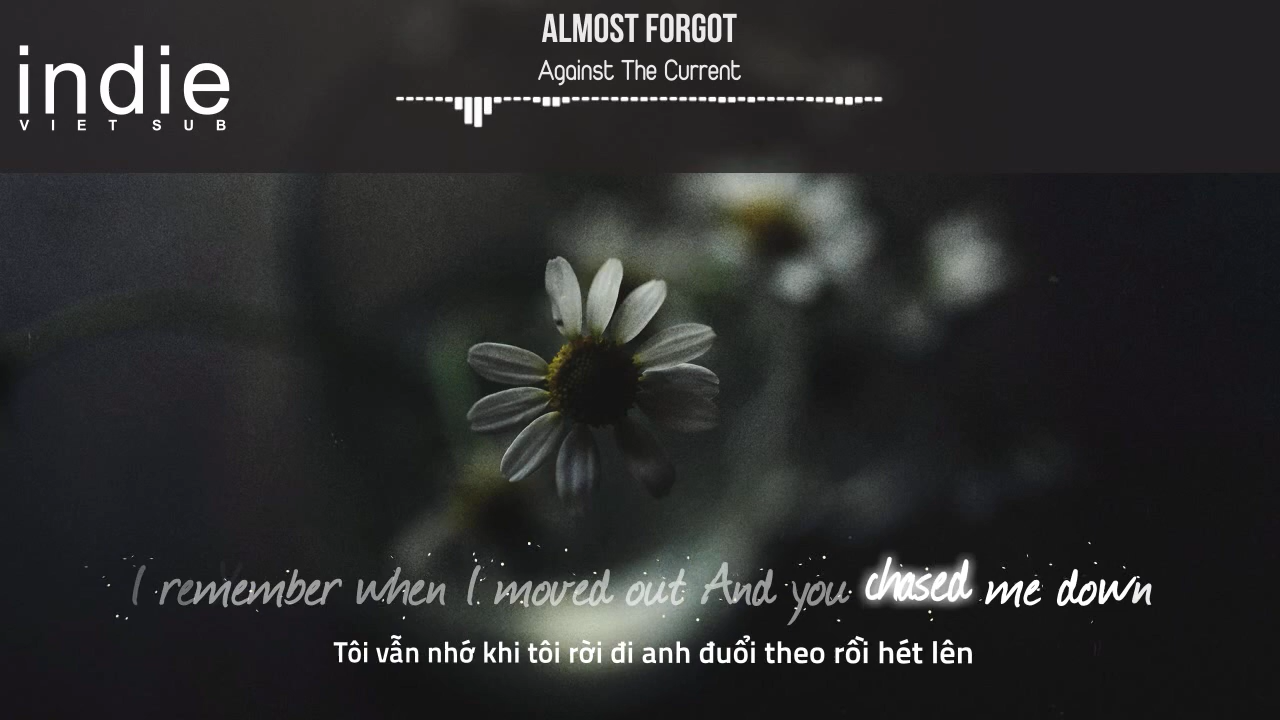 ALMOST FORGOT
Against The Current
indie
VIET SUB
I remember when I moved out And you chased me down
Tôi vẫn nhớ khi tôi rời đi anh đuổi theo rồi hét lên